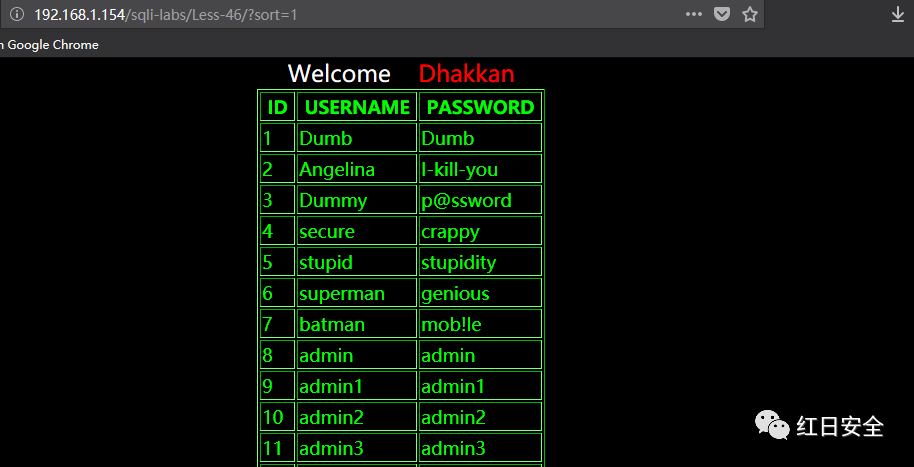 192.168.1.154/sqli-labs/Less-46/?sort=1
n Google Chrome
Welcome Dhakkan
ID USERNAME PASSWORD
1 Dumb Dumb
2 Angelina I-kill-you
3 Dummy p@ssword
4 secure crappy
5 stupid stupidity
6 superman genious
7 batman mob!le
8 admin admin
9 admin1 admin1
10 admin2 admin2
11 admin3 admin3
红日安全